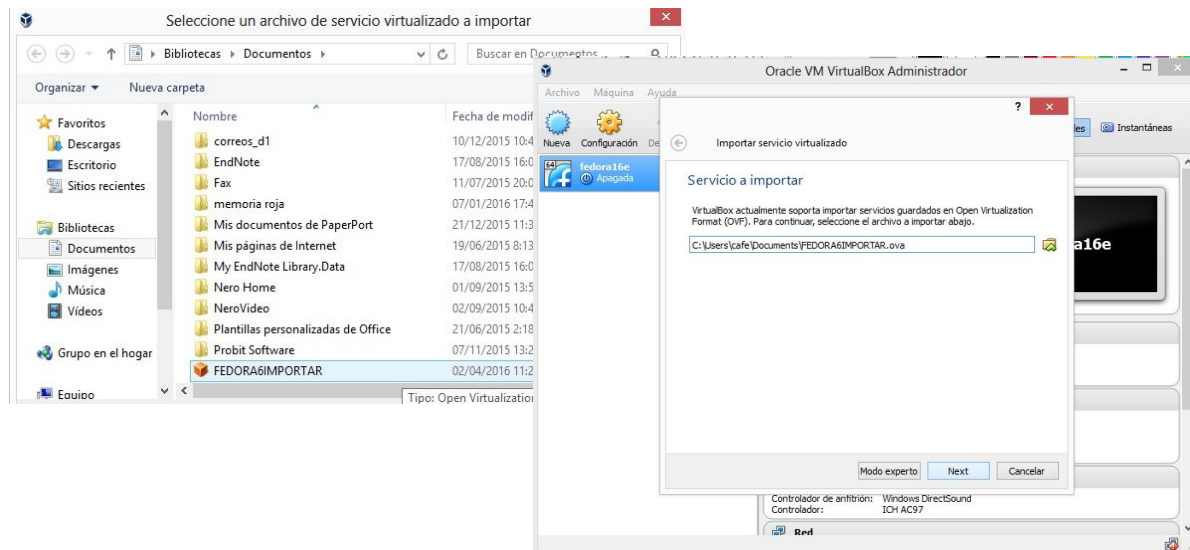 Seleccione un archivo de servicio virtualizado a importar
Bibliotecas Documentos
Buscar en Documentos
Organizar Nueva carpeta
Favoritos
Descargas
Escritorio
Sitios recientes
Bibliotecas
Documentos
Imágenes
Música
Vídeos
Grupo en el hogar
Equipo
Nombre Fecha de modif
correos_d1 10/12/2015 10:4
EndNote 17/08/2015 16:0
Fax 11/07/2015 20:0
memoria roja 07/01/2016 17:4
Mis documentos de PaperPort 21/12/2015 11:3
Mis páginas de Internet 19/06/2015 8:13
My EndNote Library.Data 17/08/2015 16:0
Nero Home 01/09/2015 13:5
NeroVideo 02/09/2015 10:4
Plantillas personalizadas de Office 21/06/2015 2:18
Probit Software 07/11/2015 13:2
FEDORA6IMPORTAR 02/04/2016 11:2
Tipo: Open Virtualization
Oracle VM VirtualBox Administrador
Archivo Máquina Ayuda
Nueva Configuración De
les Instantáneas
64
fedora16e
Apagada
a16e
?
Importar servicio virtualizado
Servicio a importar
VirtualBox actualmente soporta importar servicios guardados en Open Virtualization
Format (OVF). Para continuar, seleccione el archivo a importar abajo.
C:\Users\cafe\Documents\FEDORA6IMPORTAR.ova
Modo experto Next Cancelar
Controlador de anfitrión: Windows DirectSound
Controlador: ICH AC97
Red